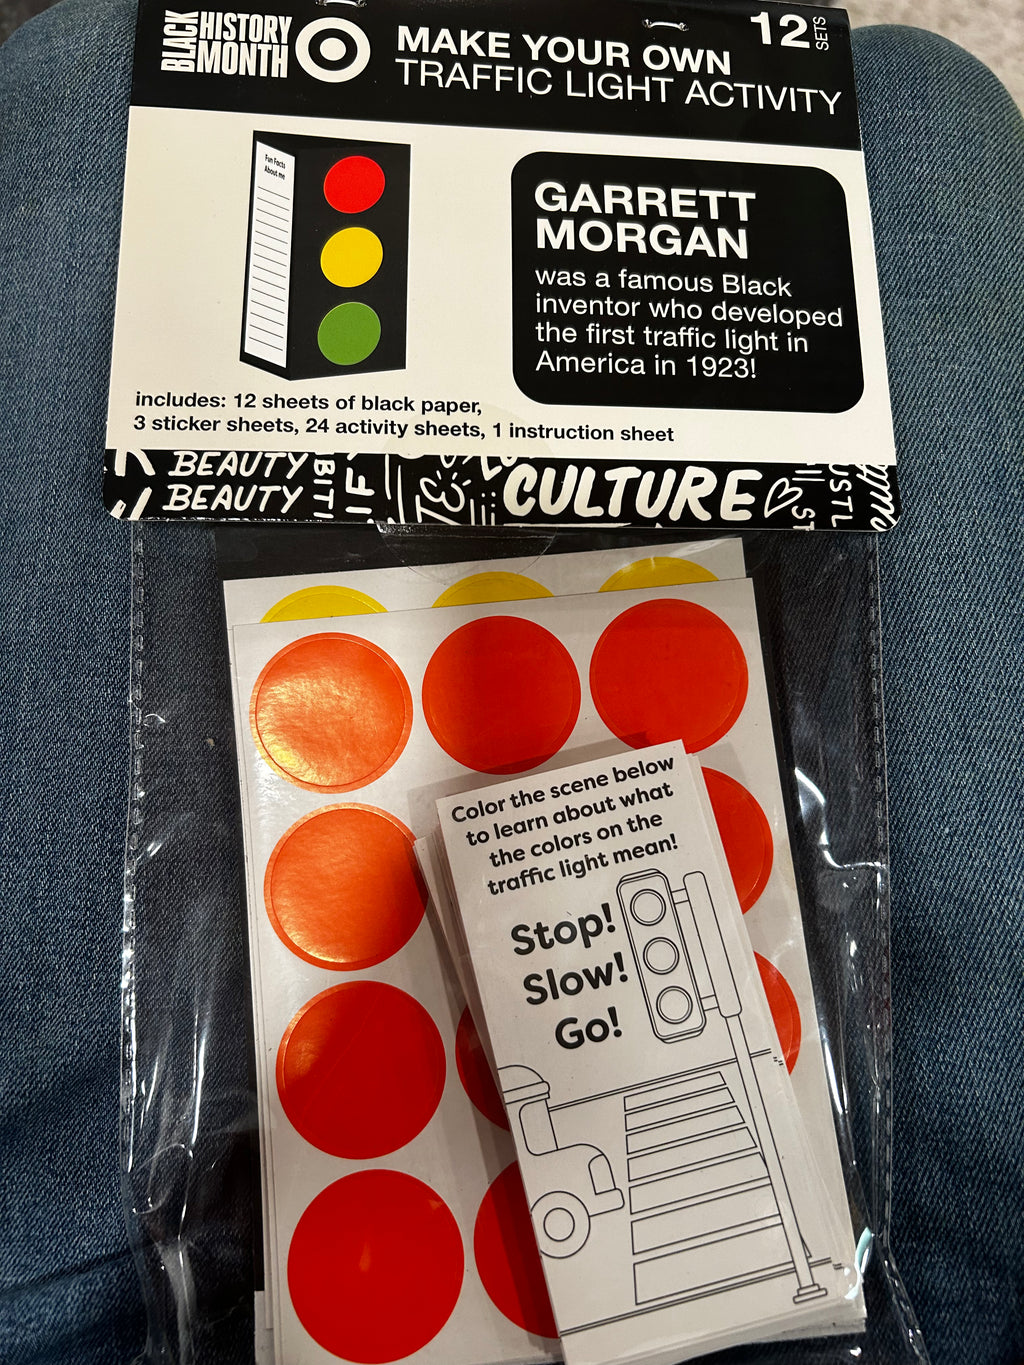 BLACK
HISTORY
MONTH
MAKE YOUR OWN
TRAFFIC LIGHT ACTIVITY
12
SETS
Fun Facts
About me
GARRETT
MORGAN
was a famous Black
inventor who developed
the first traffic light in
America in 1923!
includes: 12 sheets of black paper,
3 sticker sheets, 24 activity sheets, 1 instruction sheet
BEAUTY
BEAUTY
CULTURE
Color the scene below
to learn about what
the colors on the
traffic light mean!
Stop!
Slow!
Go!